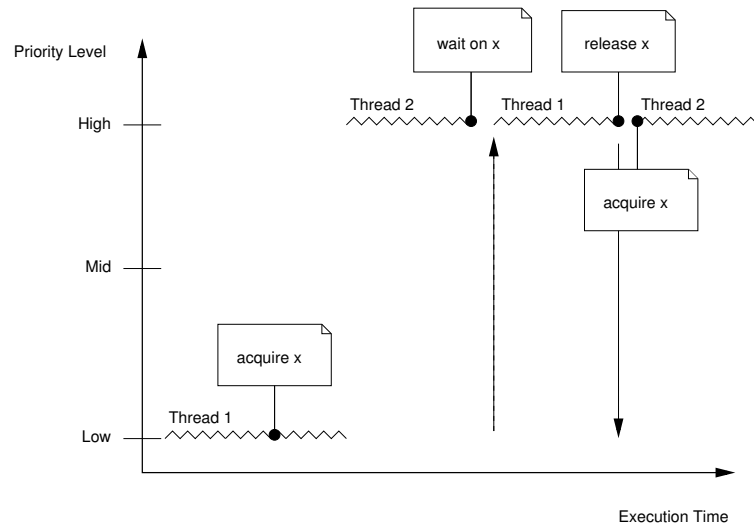 wait on x
release x
Priority Level
Thread 2
Thread 1
Thread 2
High
acquire x
Mid
acquire x
Thread 1
Low
Execution Time